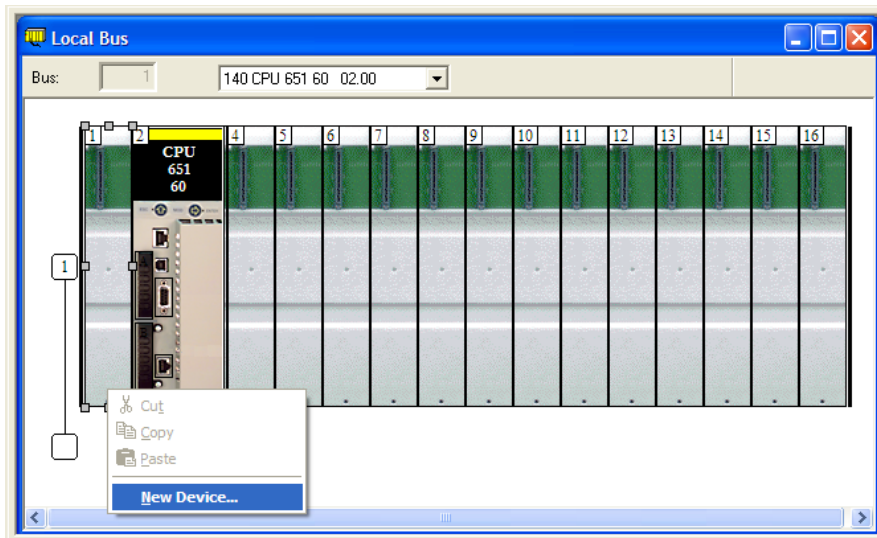 Local Bus
Bus: 1 140 CPU 651 60 02.00
1 2 4 5 6 7 8 9 10 11 12 13 14 15 16
CPU
651
60
1
Cut
Copy
Paste
New Device...